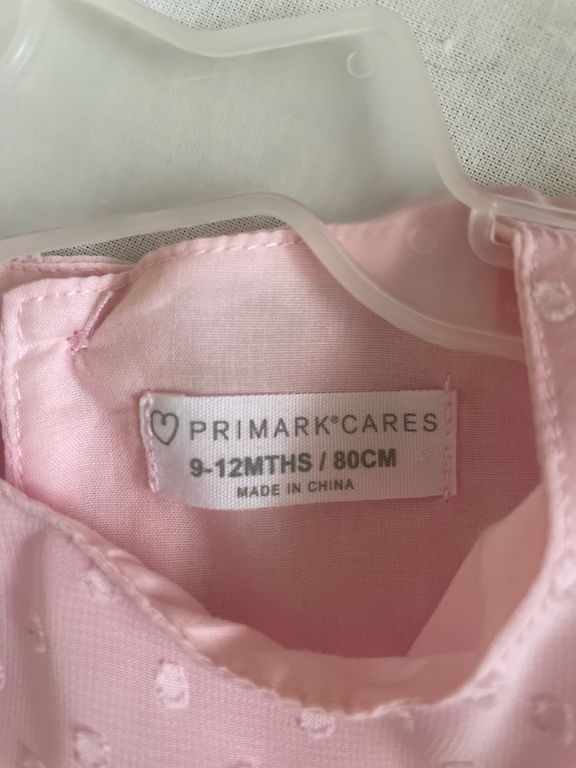 PRIMARK®CARES
9-12MTHS / 80CM
MADE IN CHINA